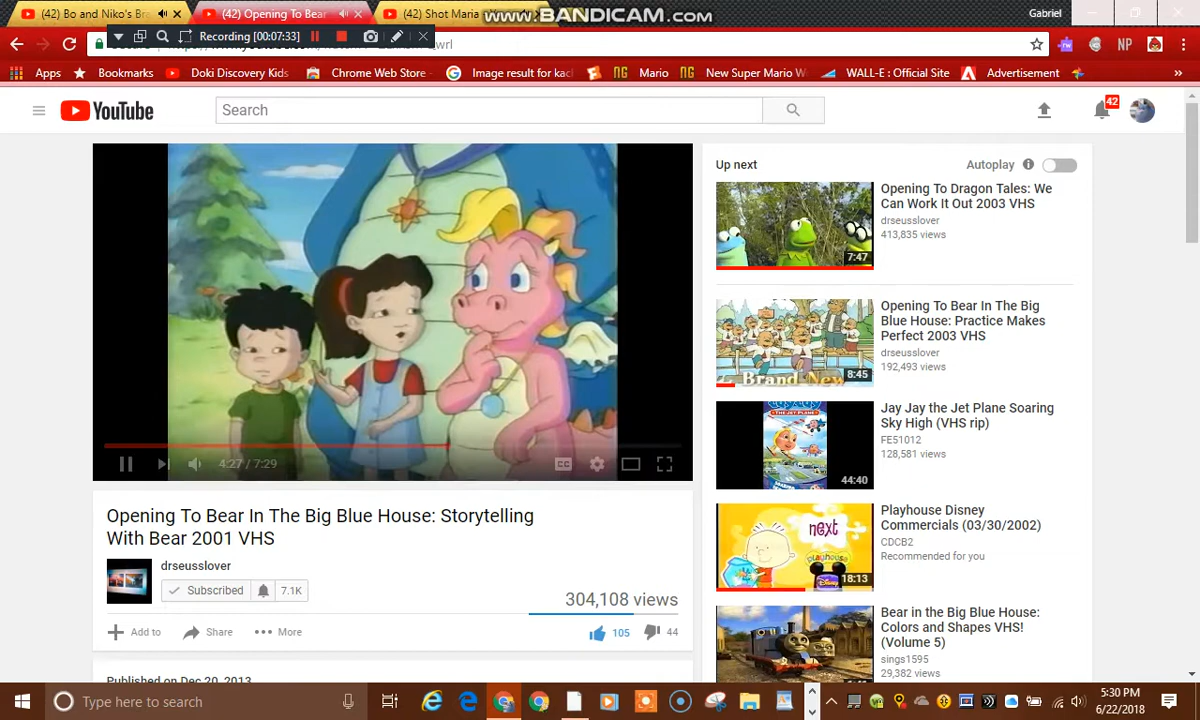 (42) Bo and Niko's Br
(42) Opening To Bear
(42) Shot Maria
www.BANDICAM.com
Gabriel
Recording [00:07:33]
Apps
Bookmarks
Doki Discovery Kids
Chrome Web Store
Image result for kaci
Mario
New Super Mario W
WALL-E : Official Site
Advertisement
YouTube
Search
42
4:27 / 7:29
CC
Up next
Autoplay
Opening To Dragon Tales: We
Can Work It Out 2003 VHS
drseusslover
413,835 views
7:47
Opening To Bear In The Big
Blue House: Practice Makes
Perfect 2003 VHS
drseusslover
192,493 views
Brand New
8:45
Jay Jay the Jet Plane Soaring
Sky High (VHS rip)
FE51012
128,581 views
44:40
Playhouse Disney
Commercials (03/30/2002)
CDCB2
Recommended for you
next
18:13
Bear in the Big Blue House:
Colors and Shapes VHS!
(Volume 5)
sings1595
29,382 views
Opening To Bear In The Big Blue House: Storytelling
With Bear 2001 VHS
drseusslover
Subscribed
7.1K
304,108 views
Add to
Share
More
105
44
Published on Dec 20, 2013
Type here to search
5:30 PM
6/22/2018